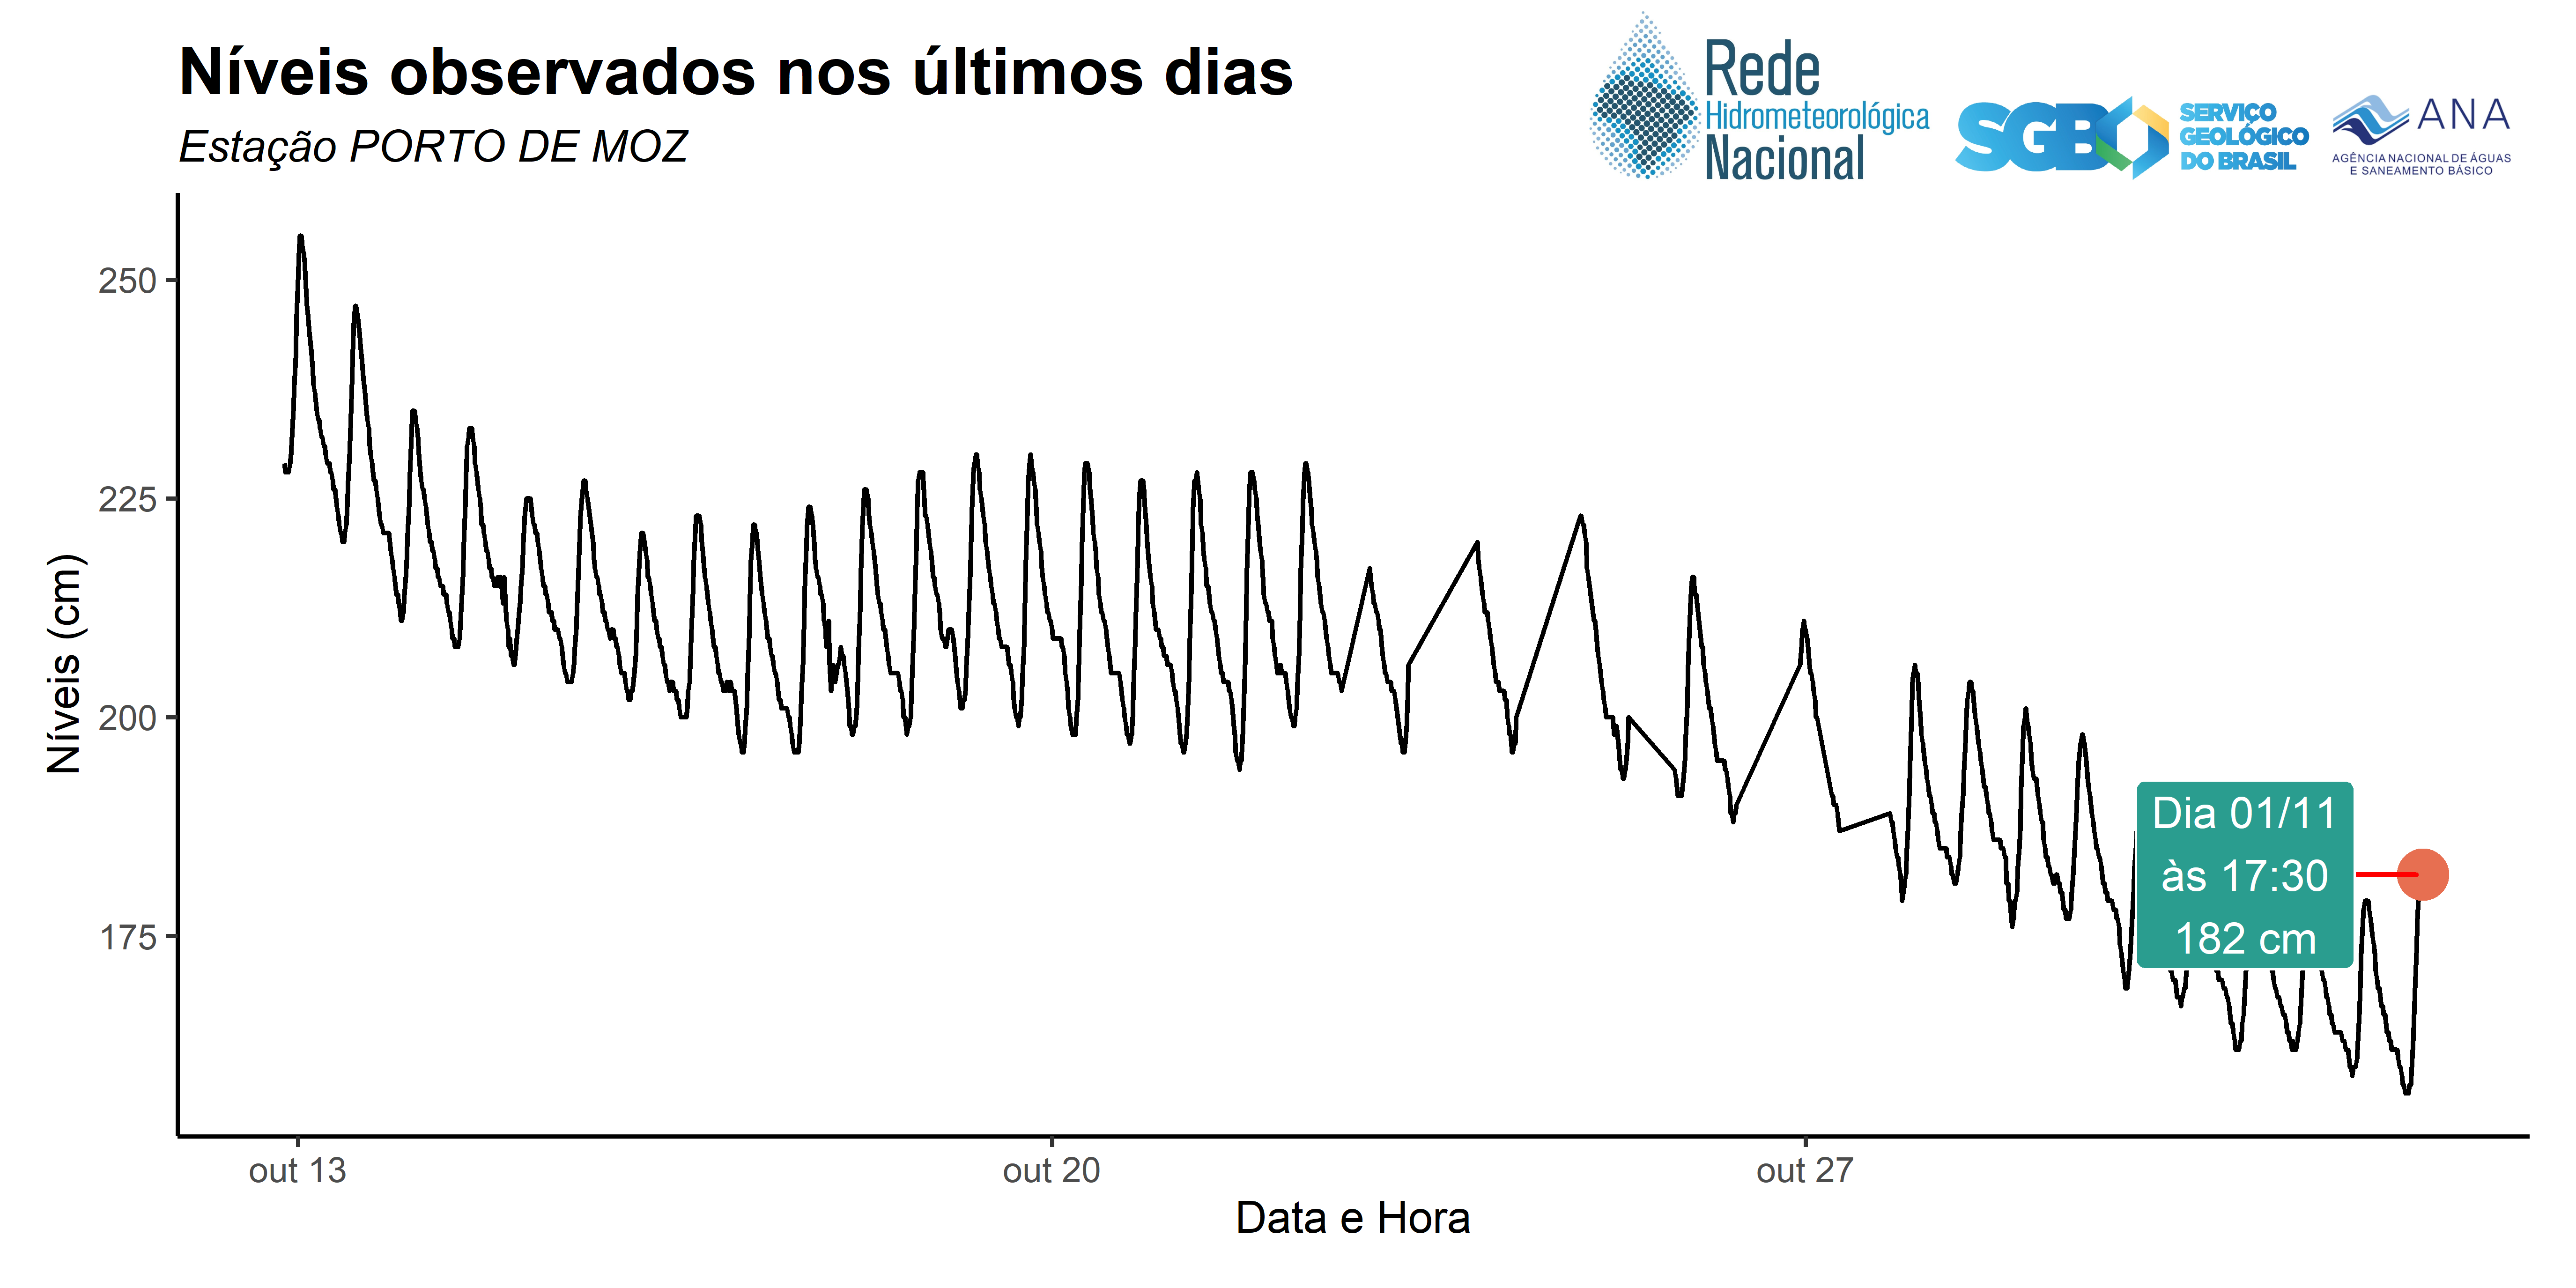 Níveis observados nos últimos dias
Estação PORTO DE MOZ
Rede
Hidrometeorológica
Nacional
SGB
SERVIÇO
GEOLÓGICO
DO BRASIL
ANA
AGÊNCIA NACIONAL DE ÁGUAS
E SANEAMENTO BÁSICO
Níveis (cm)
250
225
200
175
Dia 01/11
às 17:30
182 cm
out 13
out 20
out 27
Data e Hora